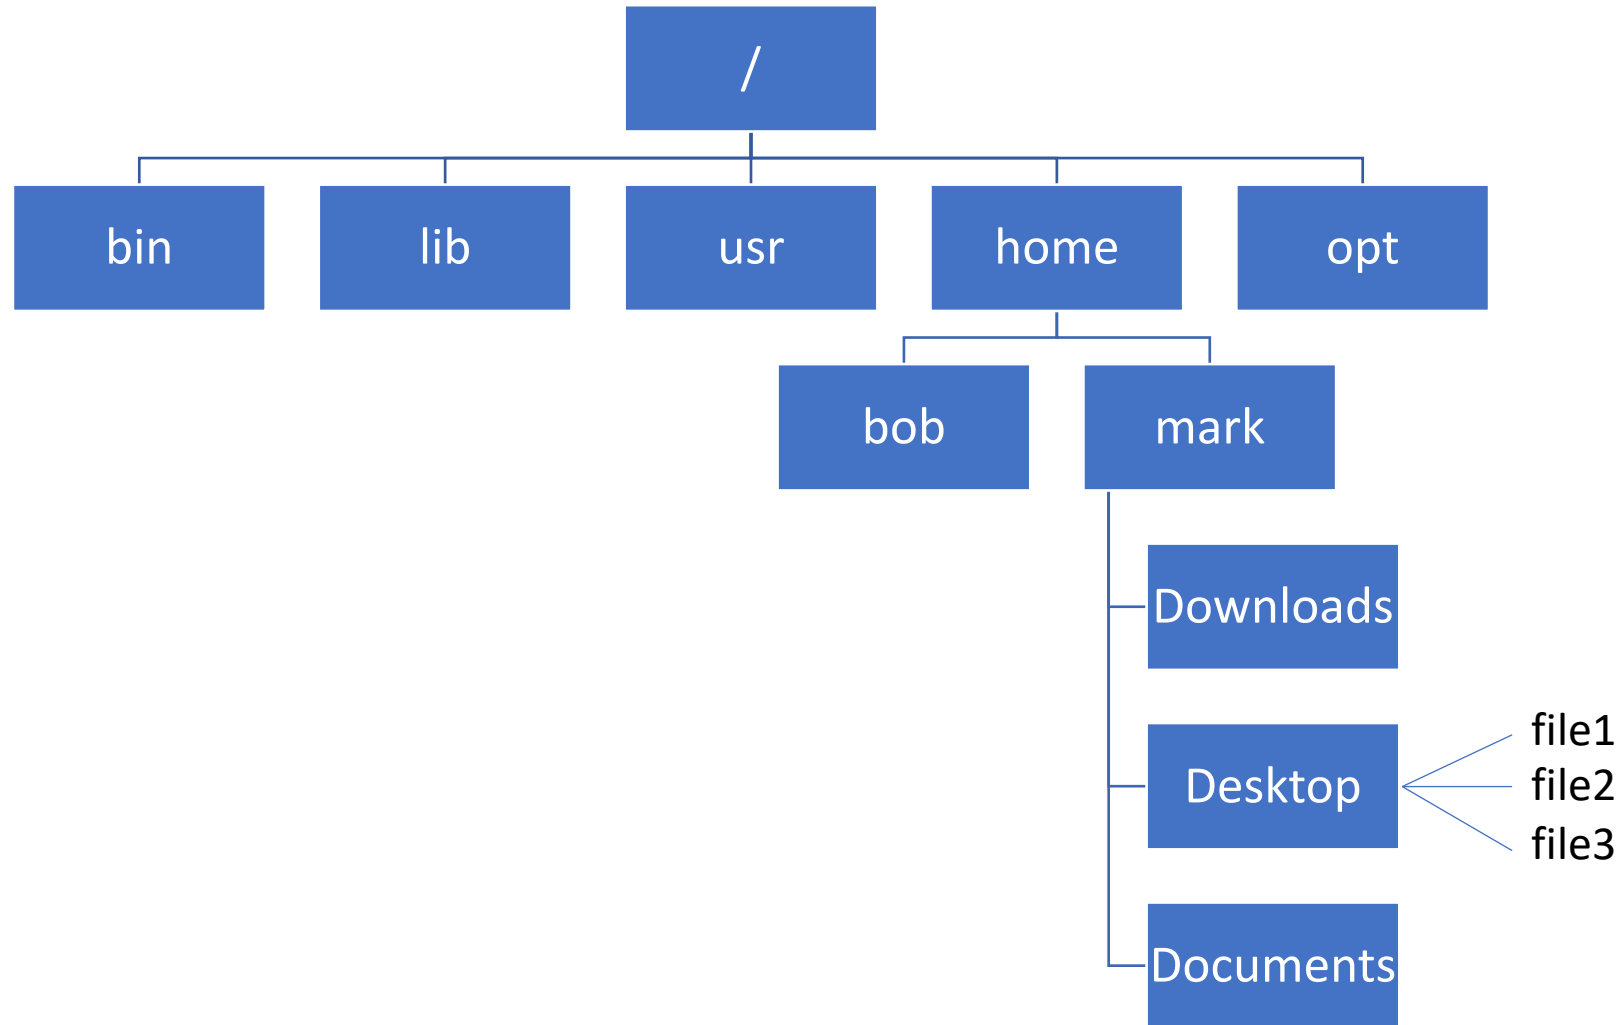 /
bin
lib
usr
home
opt
bob
mark
Downloads
Desktop
file1
file2
file3
Documents